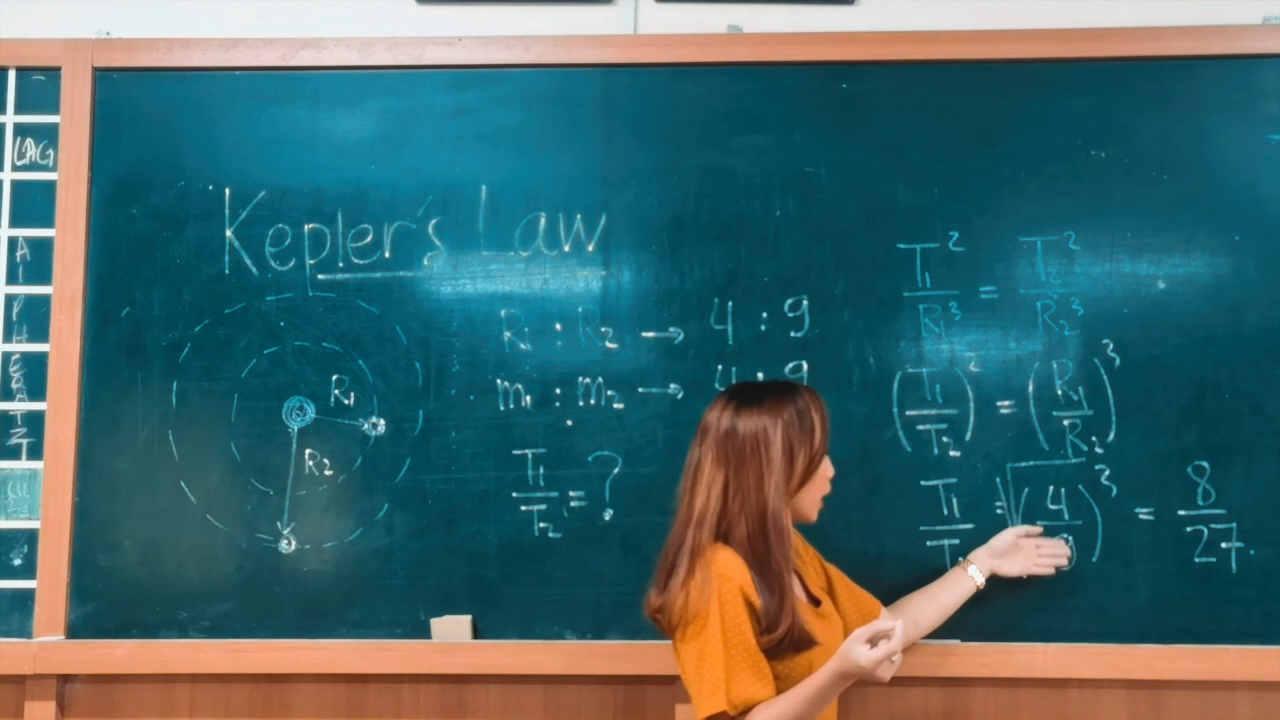 LAG
Kepler's Law
R₁ : R₂ → 4 : 9
m₁ : m₂ → 4 : 9
T₁/T₂ = ?
R₁
R₂
T₁²/R₁³ = T₂²/R₂³
(T₁/T₂)² = (R₁/R₂)³
T₁/T = √(4/9)³ = 8/27